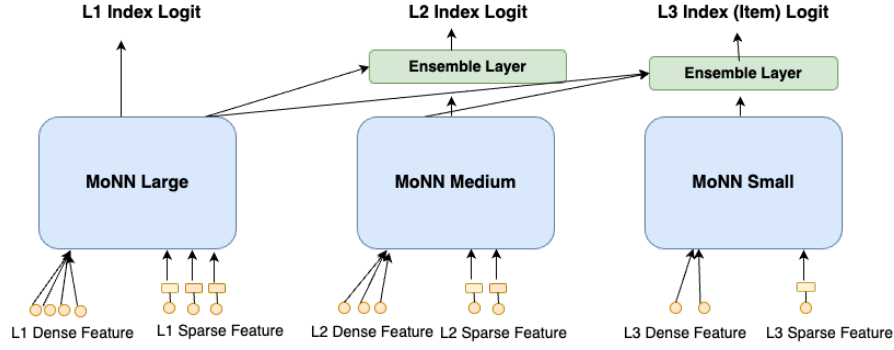 L1 Index Logit
L2 Index Logit
L3 Index (Item) Logit
Ensemble Layer
Ensemble Layer
MoNN Large
MoNN Medium
MoNN Small
L1 Dense Feature
L1 Sparse Feature
L2 Dense Feature
L2 Sparse Feature
L3 Dense Feature
L3 Sparse Feature